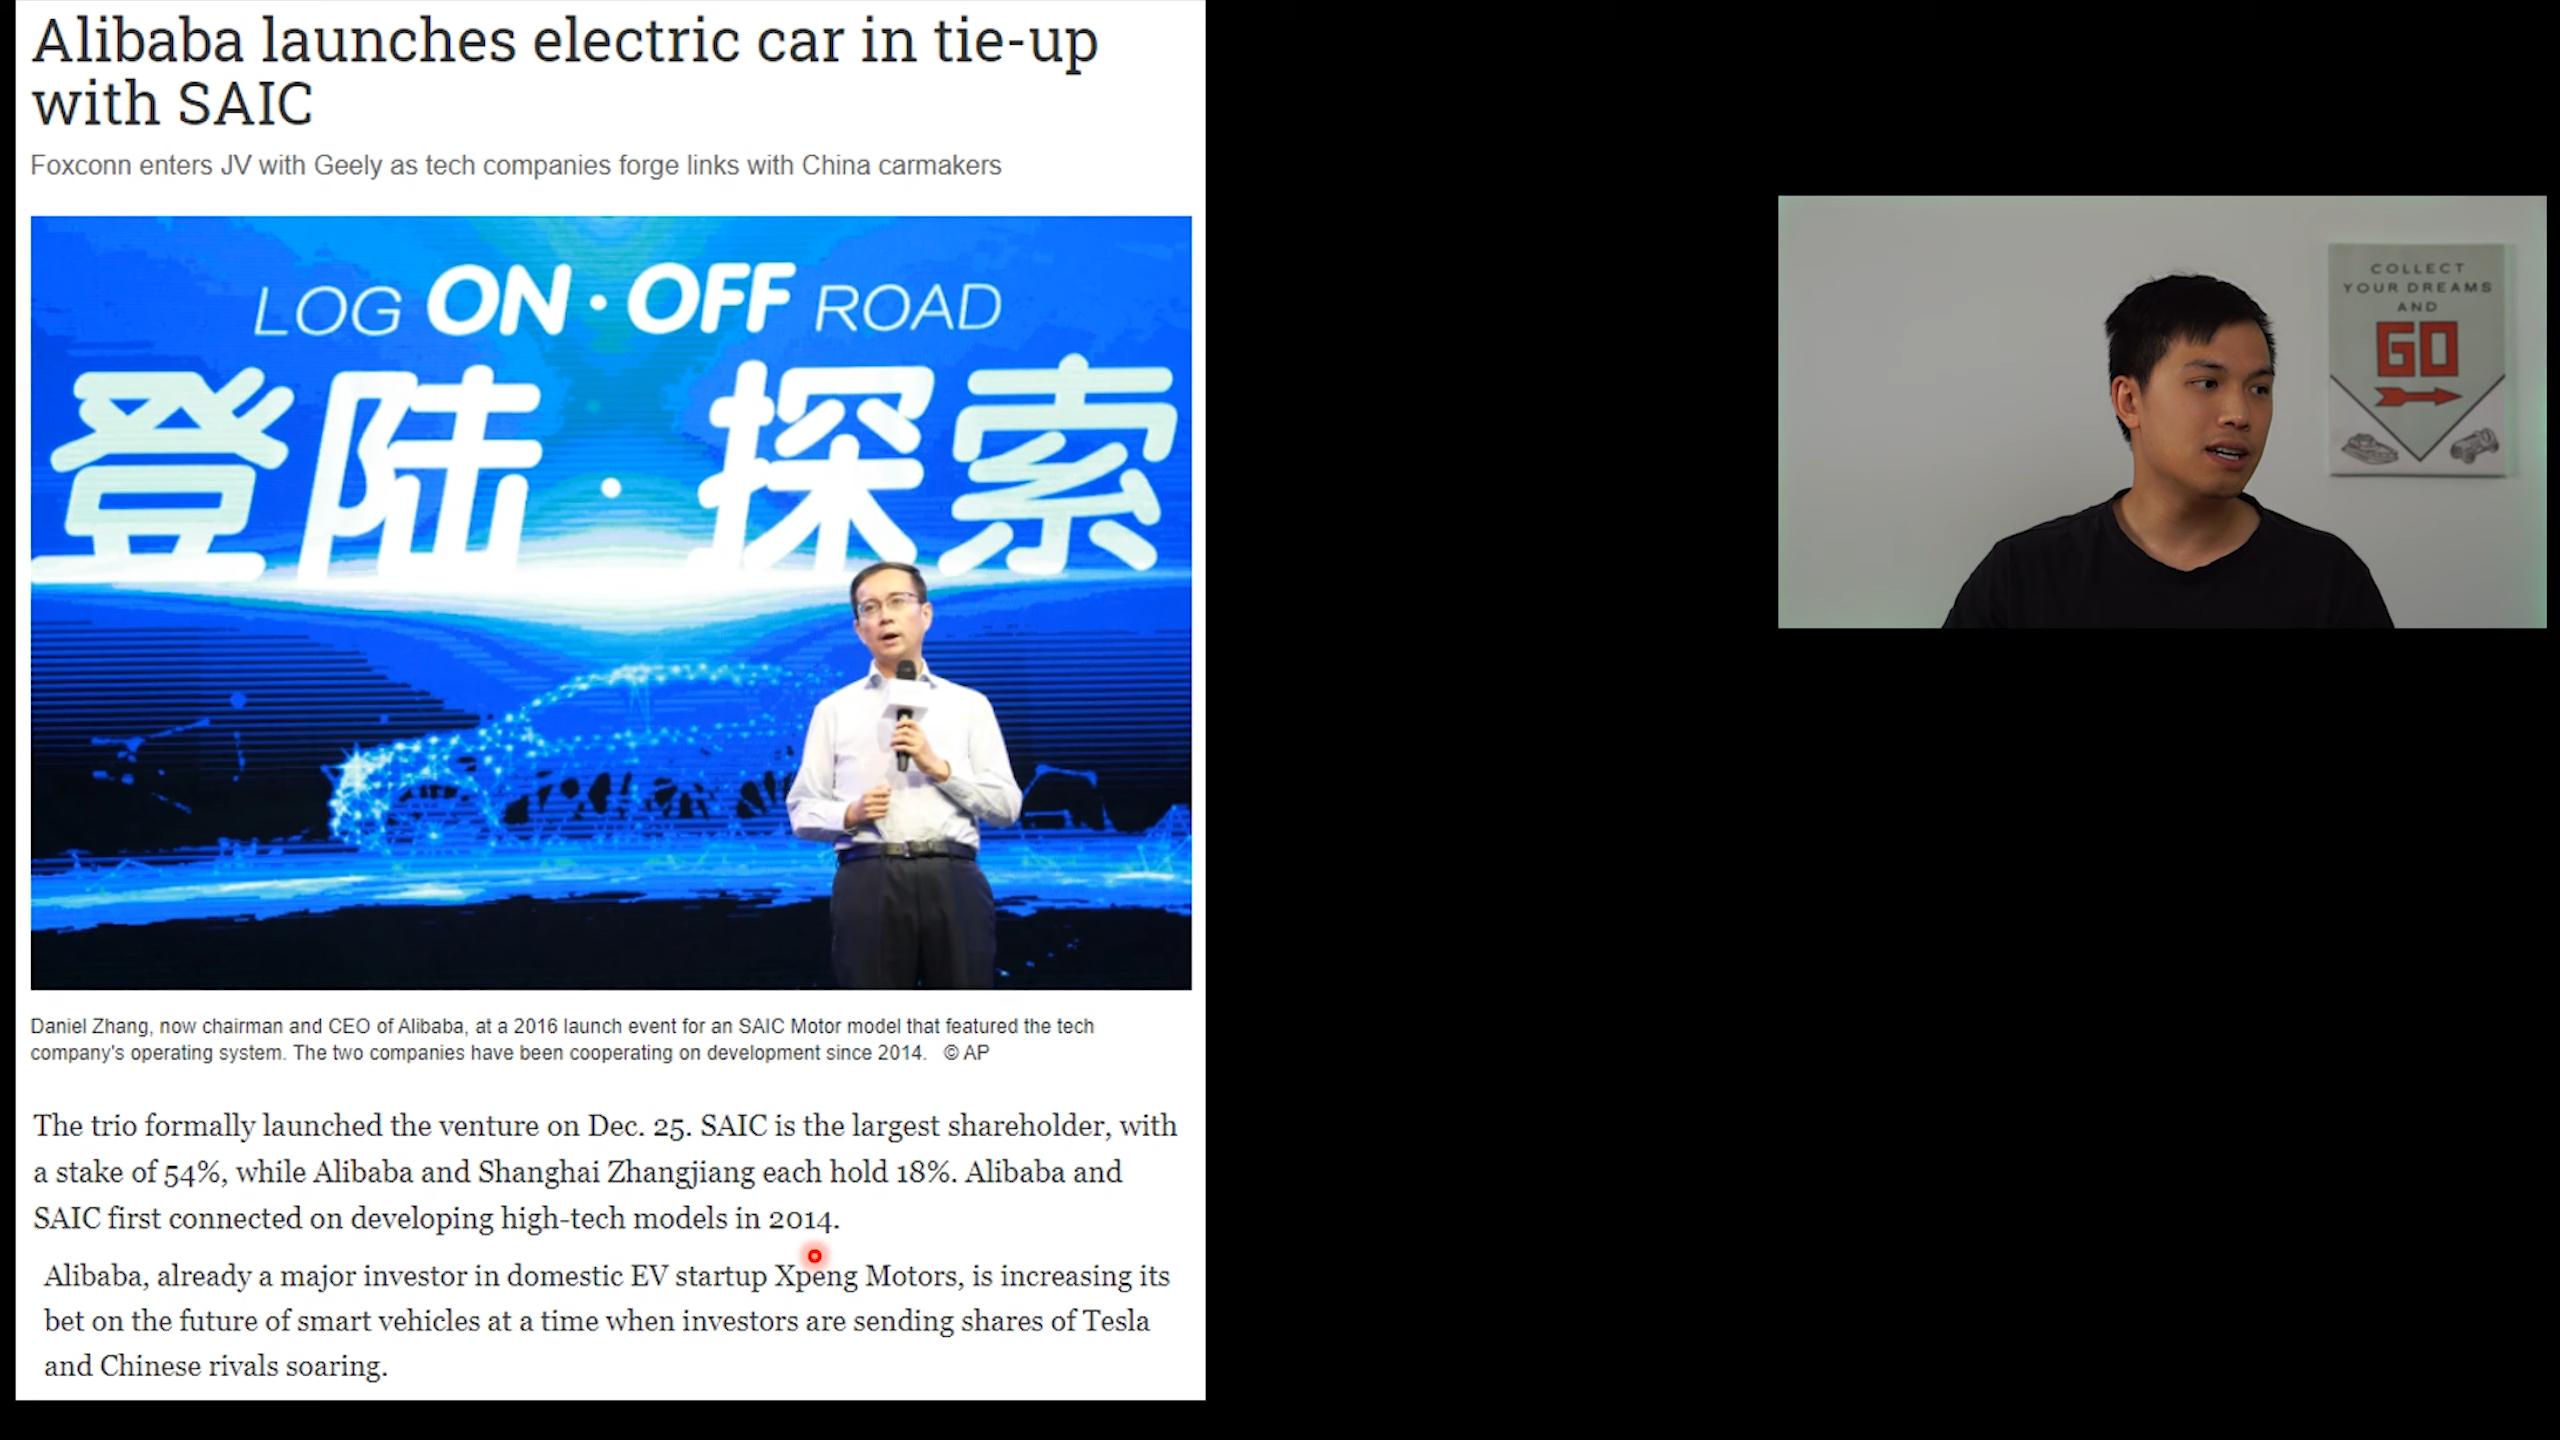 Alibaba launches electric car in tie-up
with SAIC
Foxconn enters JV with Geely as tech companies forge links with China carmakers
LOG ON · OFF ROAD
登陆 · 探索
Daniel Zhang, now chairman and CEO of Alibaba, at a 2016 launch event for an SAIC Motor model that featured the tech
company's operating system. The two companies have been cooperating on development since 2014. © AP
The trio formally launched the venture on Dec. 25. SAIC is the largest shareholder, with
a stake of 54%, while Alibaba and Shanghai Zhangjiang each hold 18%. Alibaba and
SAIC first connected on developing high-tech models in 2014.
Alibaba, already a major investor in domestic EV startup Xpeng Motors, is increasing its
bet on the future of smart vehicles at a time when investors are sending shares of Tesla
and Chinese rivals soaring.
COLLECT
YOUR DREAMS
AND
GO